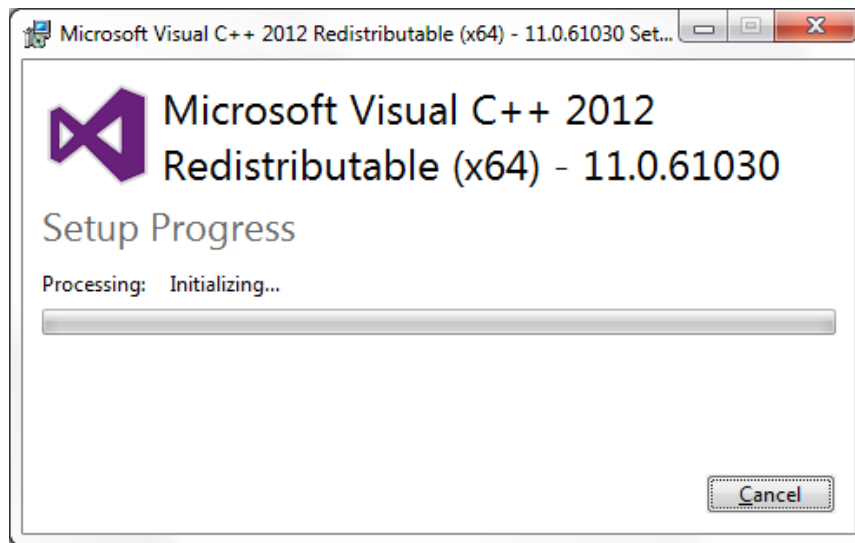 Microsoft Visual C++ 2012 Redistributable (x64) - 11.0.61030 Set...
Microsoft Visual C++ 2012
Redistributable (x64) - 11.0.61030
Setup Progress
Processing: Initializing...
Cancel